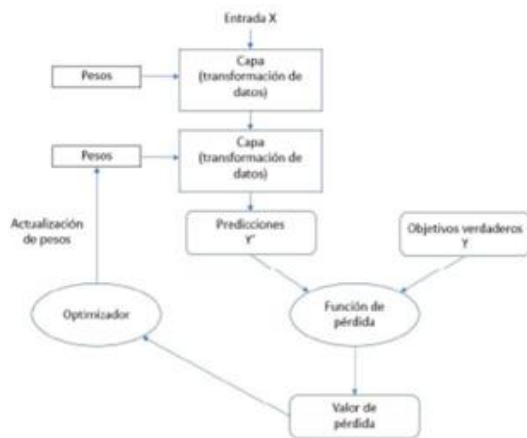 Entrada X
Capa
(transformación de
datos)
Pesos
Capa
(transformación de
datos)
Pesos
Predicciones
Y'
Objetivos verdaderos
Y
Actualización
de pesos
Optimizador
Función de
pérdida
Valor de
pérdida